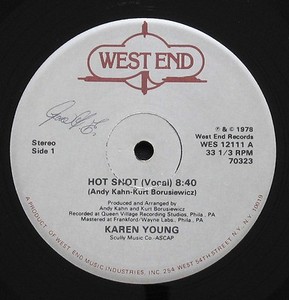 WEST END
Stereo
Side 1
℗ & © 1978
West End Records
WES 12111 A
33 1/3 RPM
70323
HOT SHOT (Vocal) 8:40
(Andy Kahn-Kurt Borusiewicz)
Produced and Arranged by
Andy Kahn and Kurt Borusiewicz
Recorded at Queen Village Recording Studios, Phila., PA
Mastered at Frankford/Wayne Labs., Phila., PA
KAREN YOUNG
Scully Music Co.-ASCAP
A PRODUCT OF WEST END MUSIC INDUSTRIES, INC. 254 WEST 54TH STREET, N.Y., N.Y. 10019